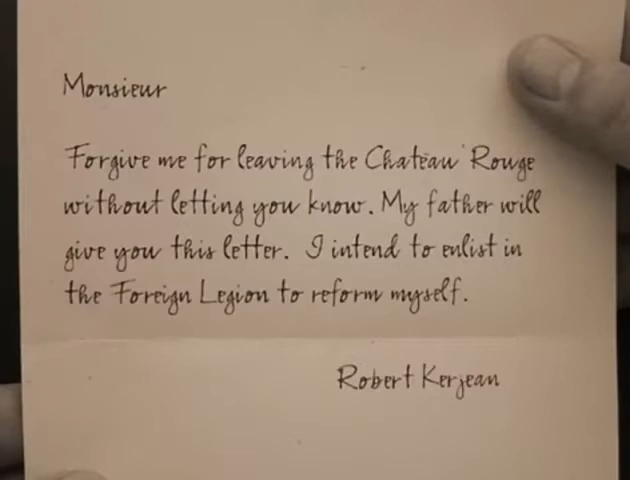 Monsieur
Forgive me for leaving the Chateau Rouge
without letting you know. My father will
give you this letter. I intend to enlist in
the Foreign Legion to reform myself.
Robert Kerjean